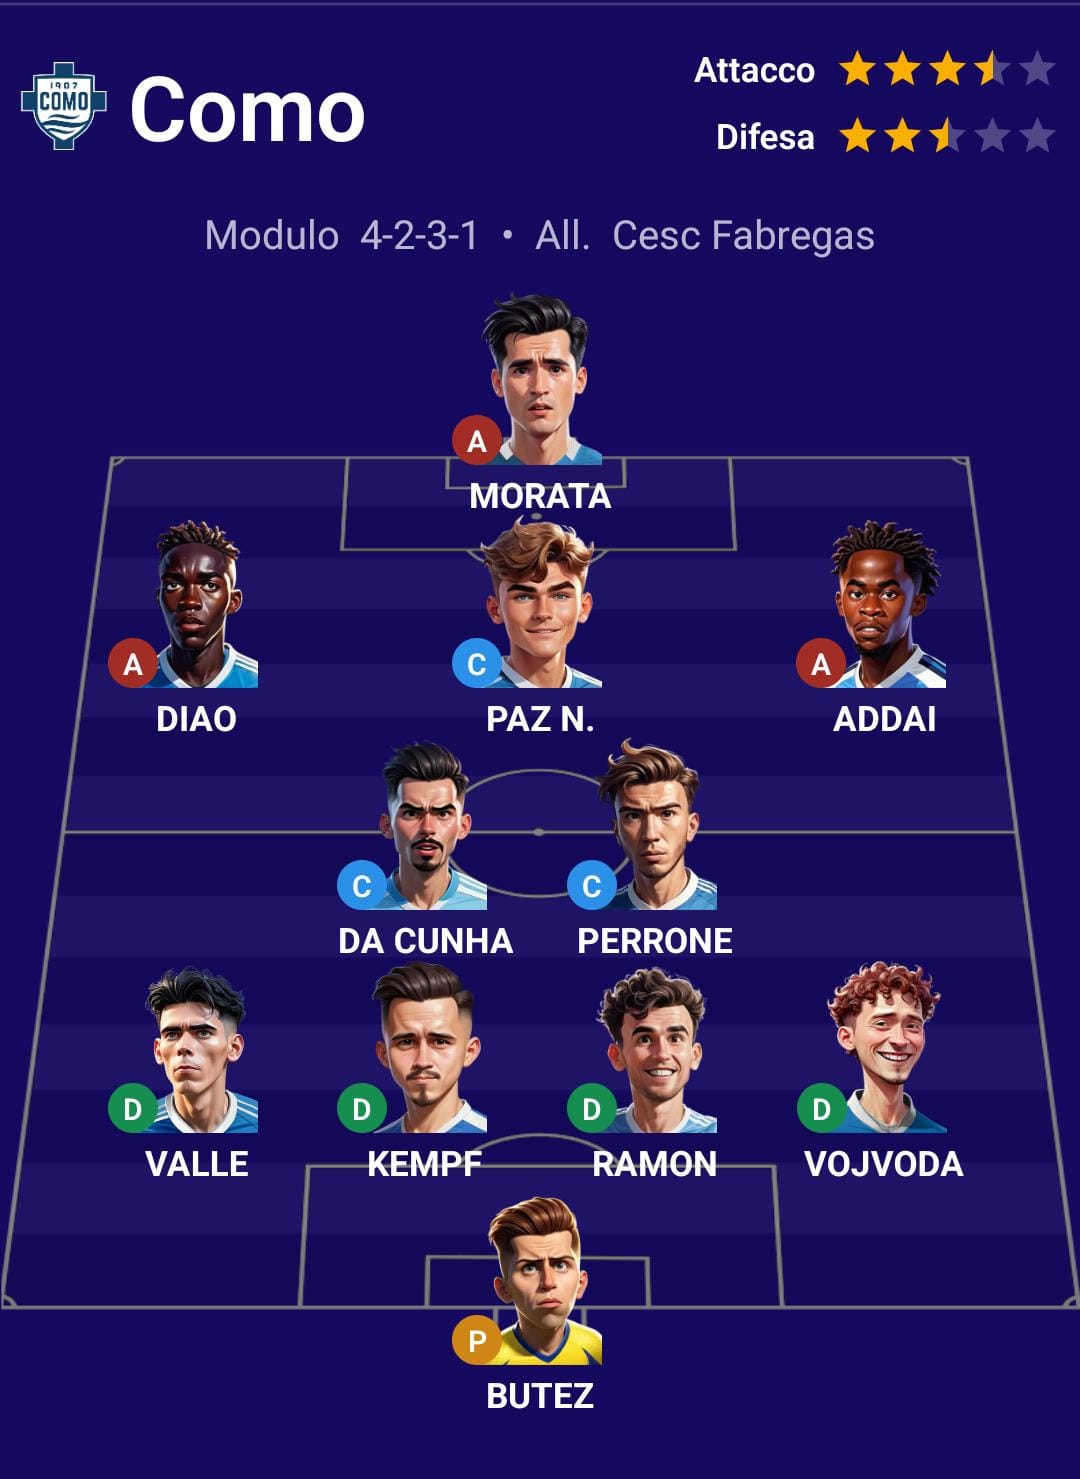 1907
COMO
Como
Attacco
Difesa
Modulo 4-2-3-1 • All. Cesc Fabregas
A
MORATA
A
C
A
DIAO
PAZ N.
ADDAI
C
C
DA CUNHA
PERRONE
D
D
D
D
VALLE
KEMPF
RAMON
VOJVODA
P
BUTEZ